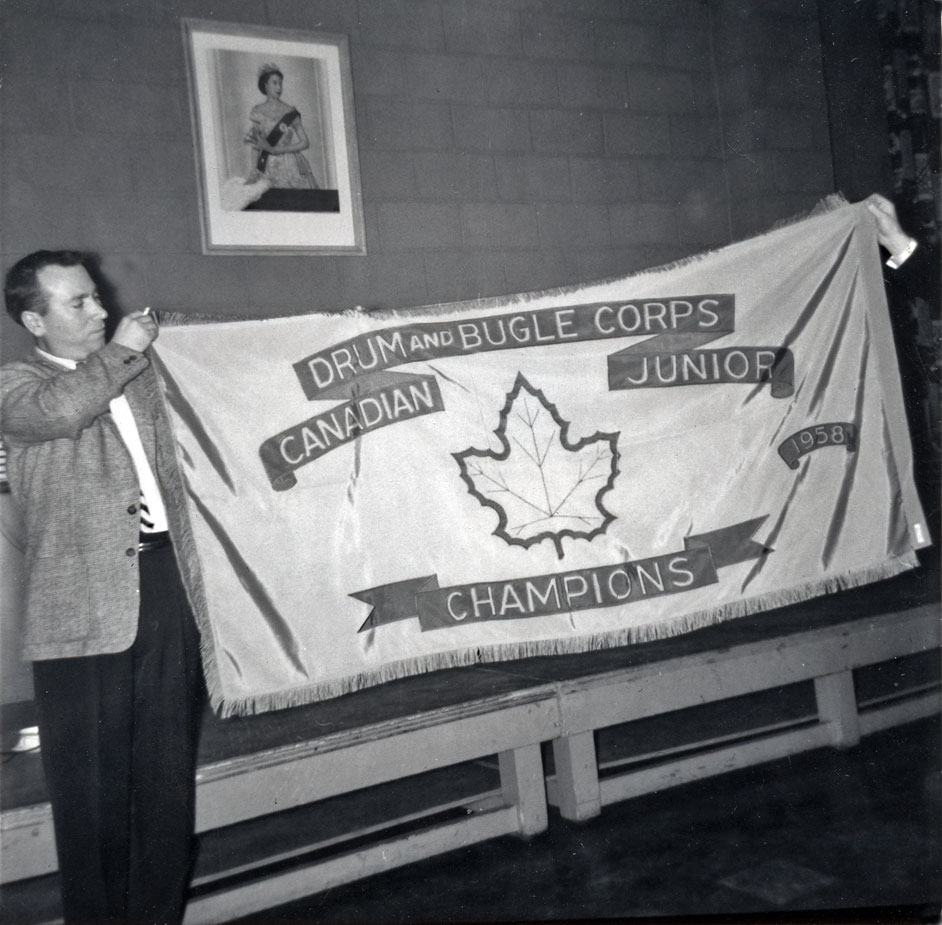 DRUM AND BUGLE CORPS
CANADIAN JUNIOR
1958
CHAMPIONS